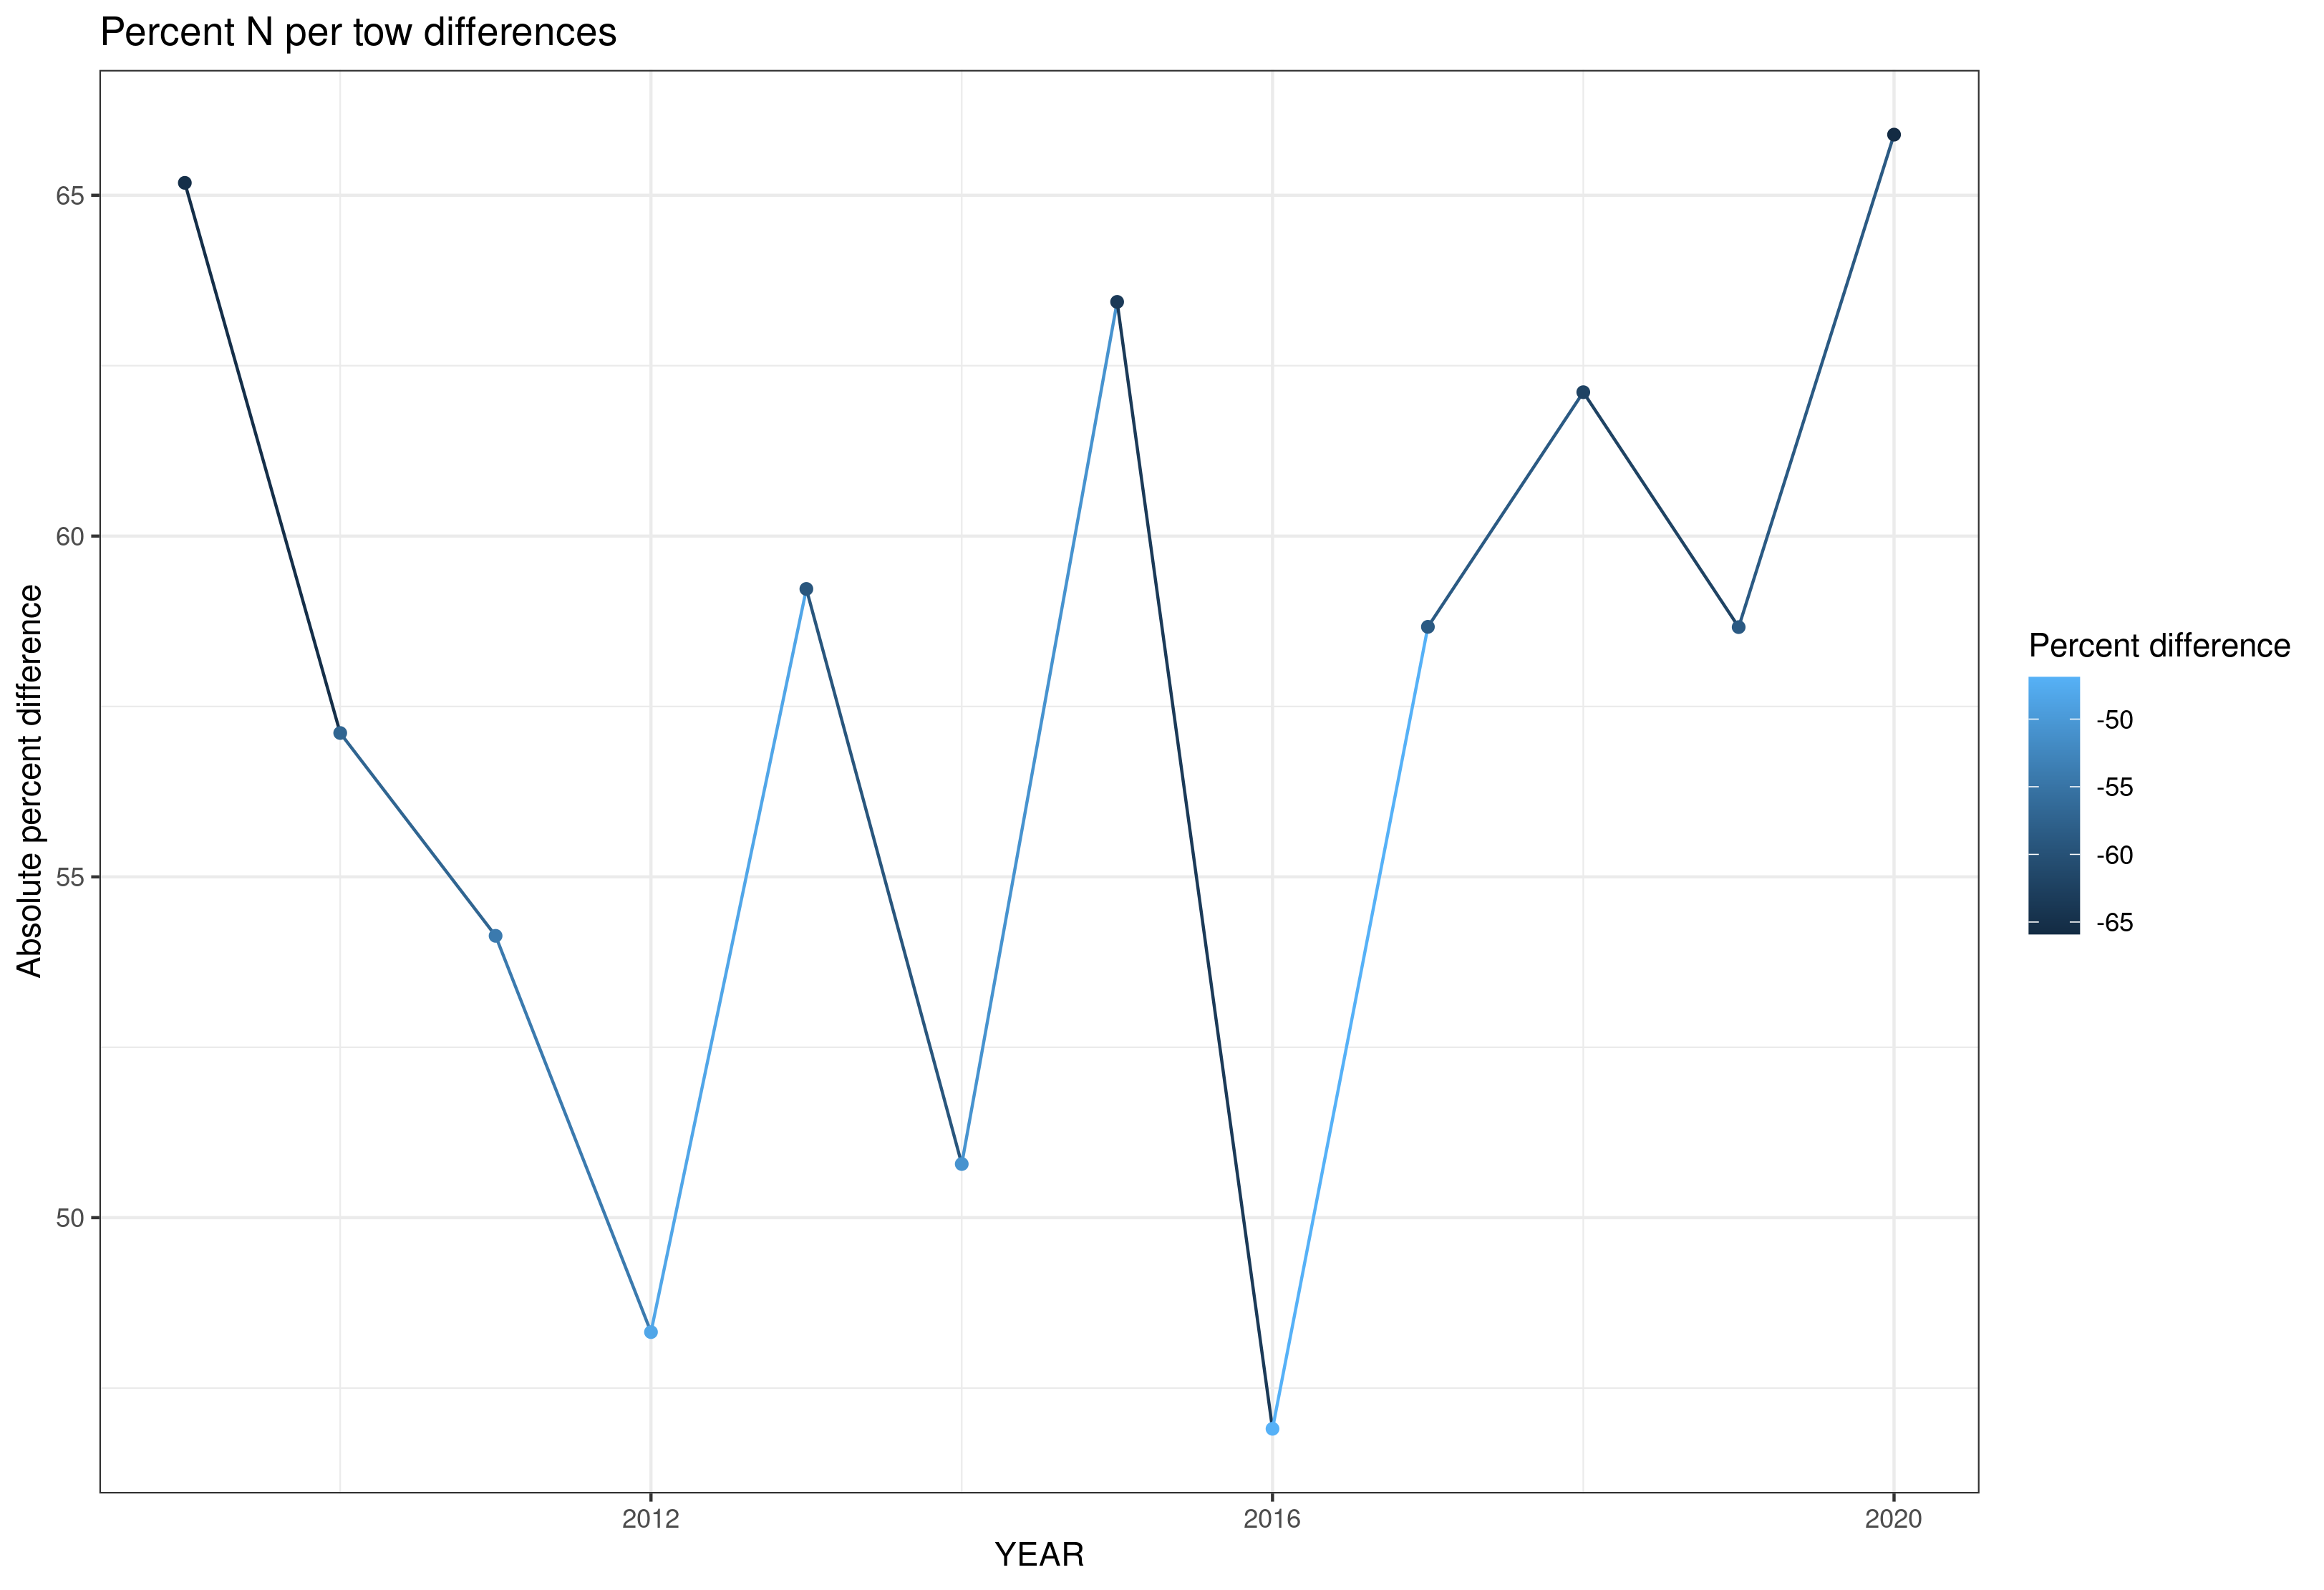 Percent N per tow differences
Absolute percent difference
65
60
55
50
2012
2016
2020
YEAR
Percent difference
-50
-55
-60
-65